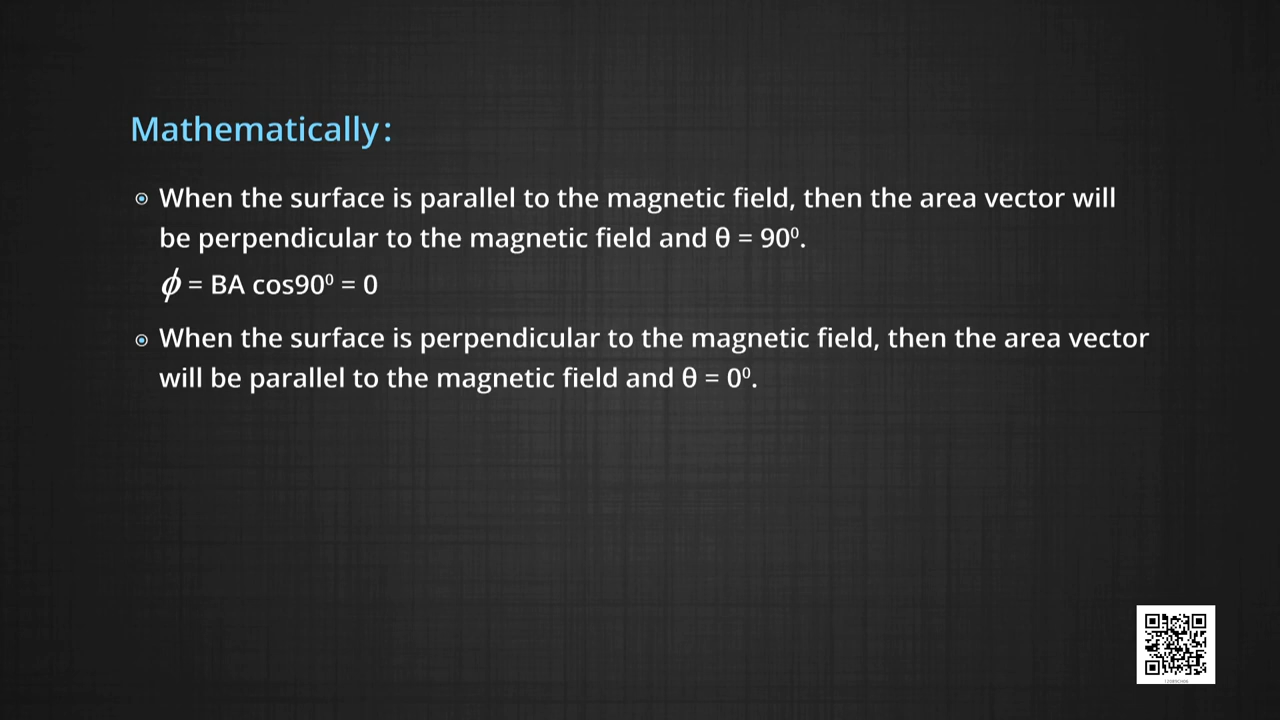 Mathematically:
When the surface is parallel to the magnetic field, then the area vector will
be perpendicular to the magnetic field and θ = 90⁰.
ϕ = BA cos90⁰ = 0
When the surface is perpendicular to the magnetic field, then the area vector
will be parallel to the magnetic field and θ = 0⁰.